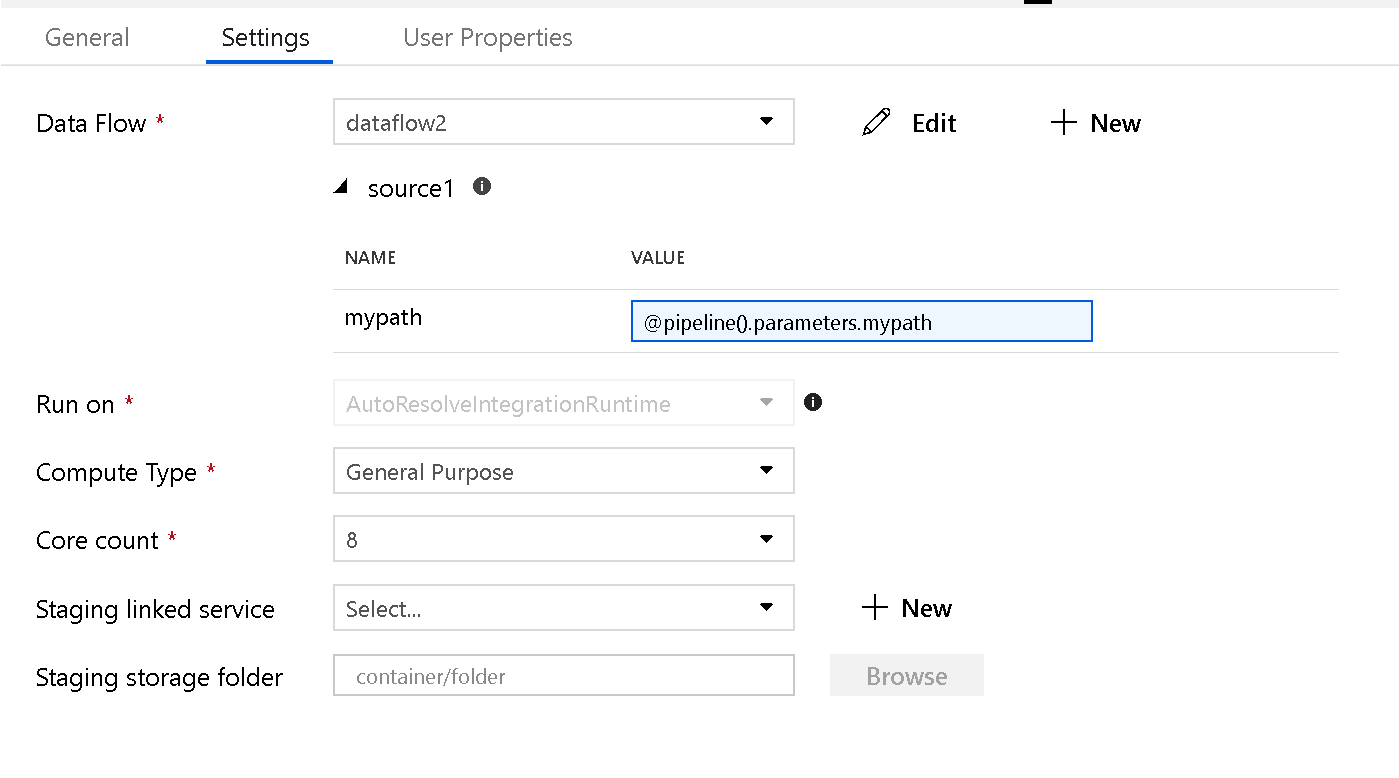 General Settings User Properties
Data Flow * dataflow2 Edit + New
source1
NAME VALUE
mypath @pipeline().parameters.mypath
Run on * AutoResolveIntegrationRuntime
Compute Type * General Purpose
Core count * 8
Staging linked service Select... + New
Staging storage folder container/folder Browse